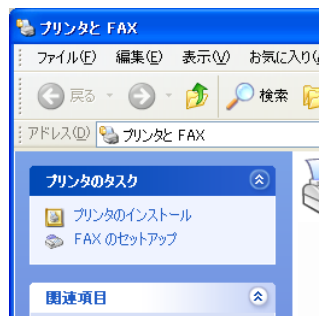 プリンタと FAX
ファイル(F) 編集(E) 表示(V) お気に入り(
戻る 検索
アドレス(D) プリンタと FAX
プリンタのタスク
プリンタのインストール
FAX のセットアップ
関連項目